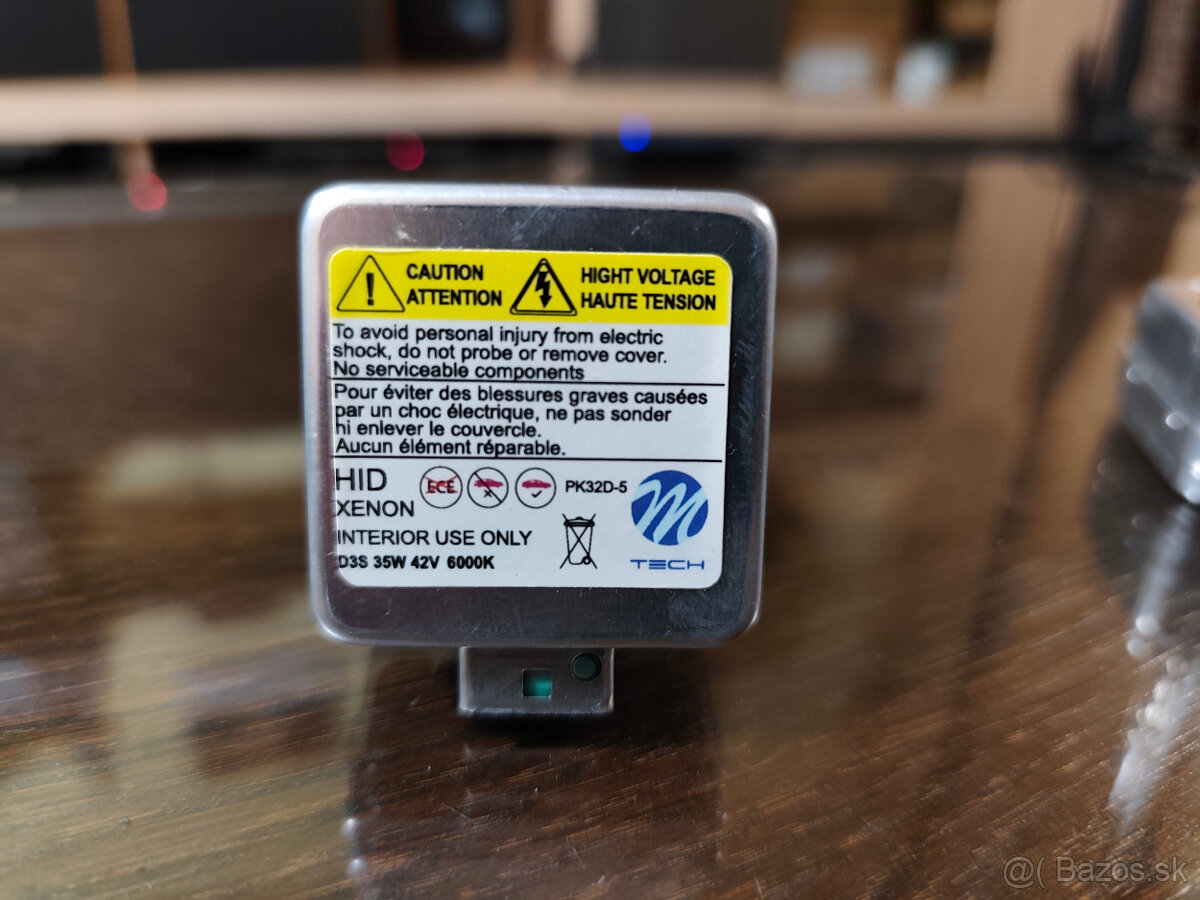 CAUTION
ATTENTION
HIGHT VOLTAGE
HAUTE TENSION
To avoid personal injury from electric
shock, do not probe or remove cover.
No serviceable components
Pour éviter des blessures graves causées
par un choc électrique, ne pas sonder
hi enlever le couvercle.
Aucun élément réparable.
HID
XENON
ECE
PK32D-5
M
TECH
INTERIOR USE ONLY
D3S 35W 42V 6000K
@( Bazos.sk